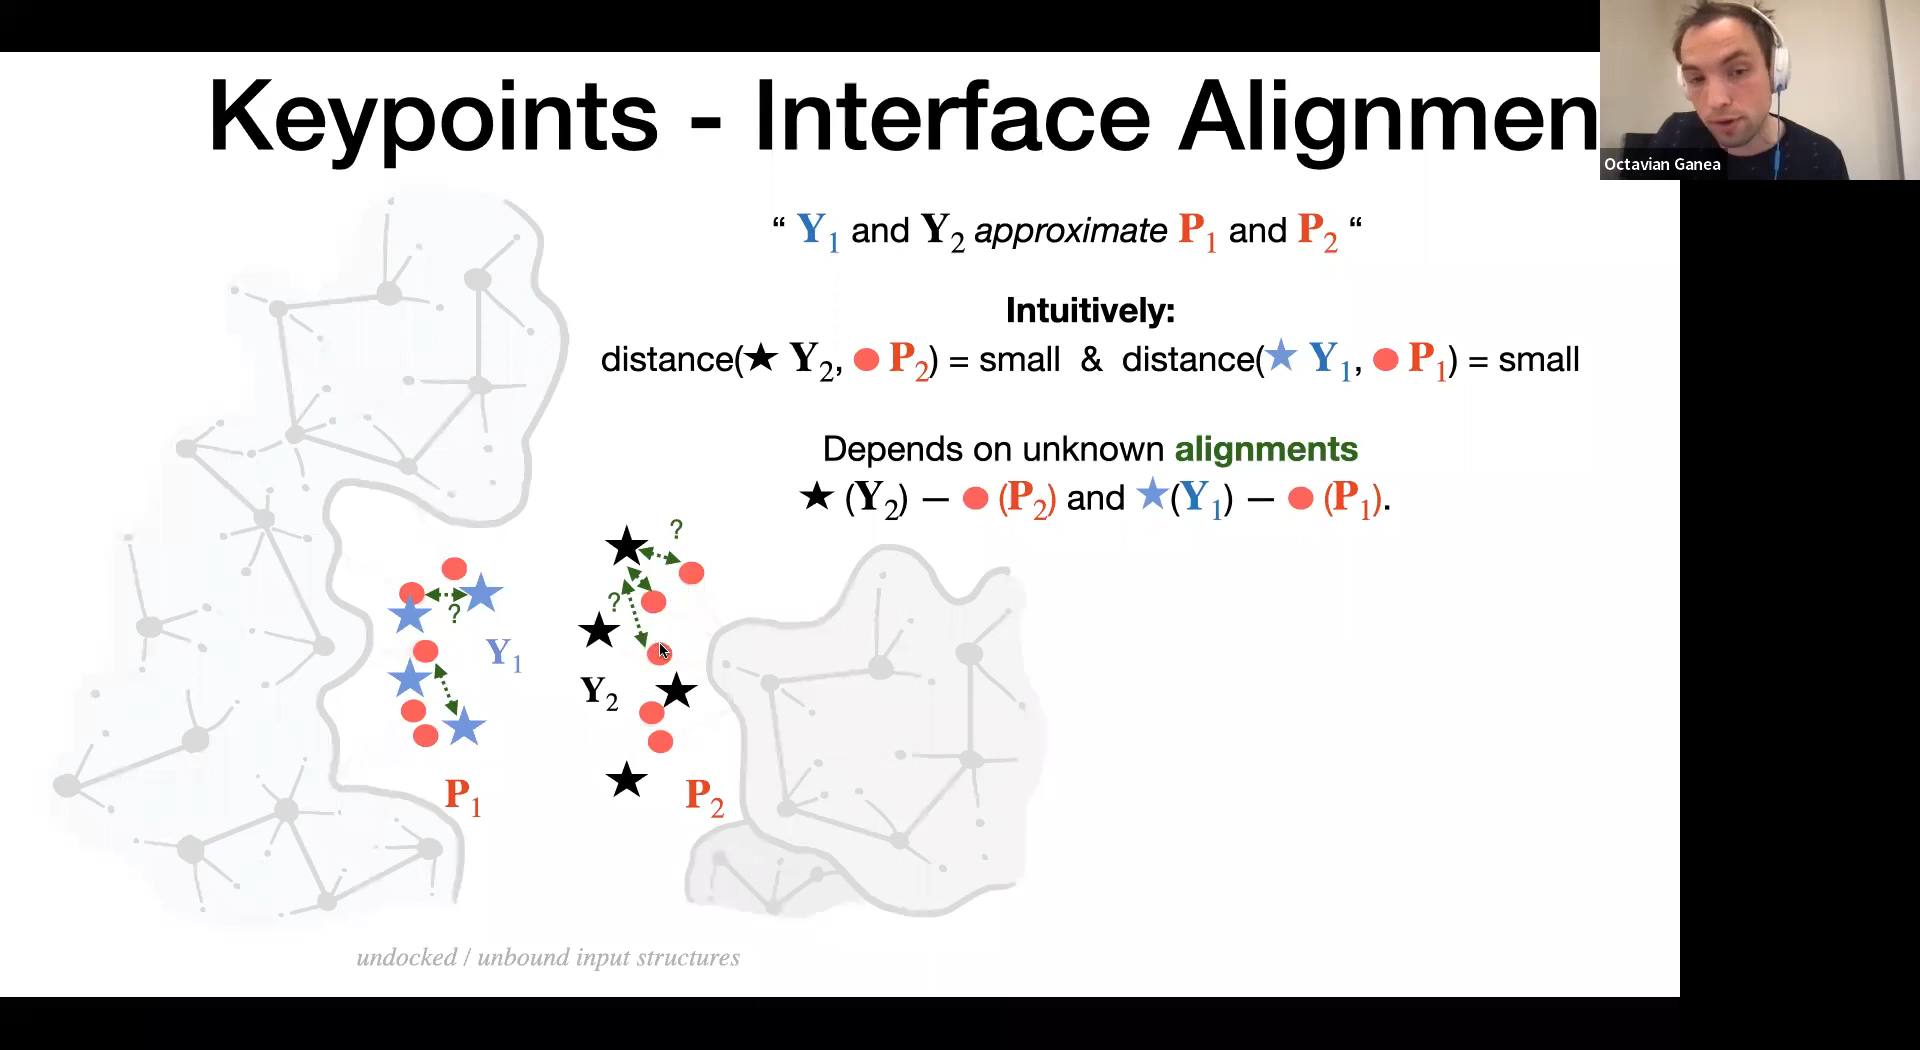 Keypoints - Interface Alignmen
Octavian Ganea
“ Y1 and Y2 approximate P1 and P2 “
Intuitively:
distance(★ Y2, ● P2) = small & distance(★ Y1, ● P1) = small
Depends on unknown alignments
★ (Y2) — ● (P2) and ★(Y1) — ● (P1).
?
?
?
Y1
Y2
P1
P2
undocked / unbound input structures